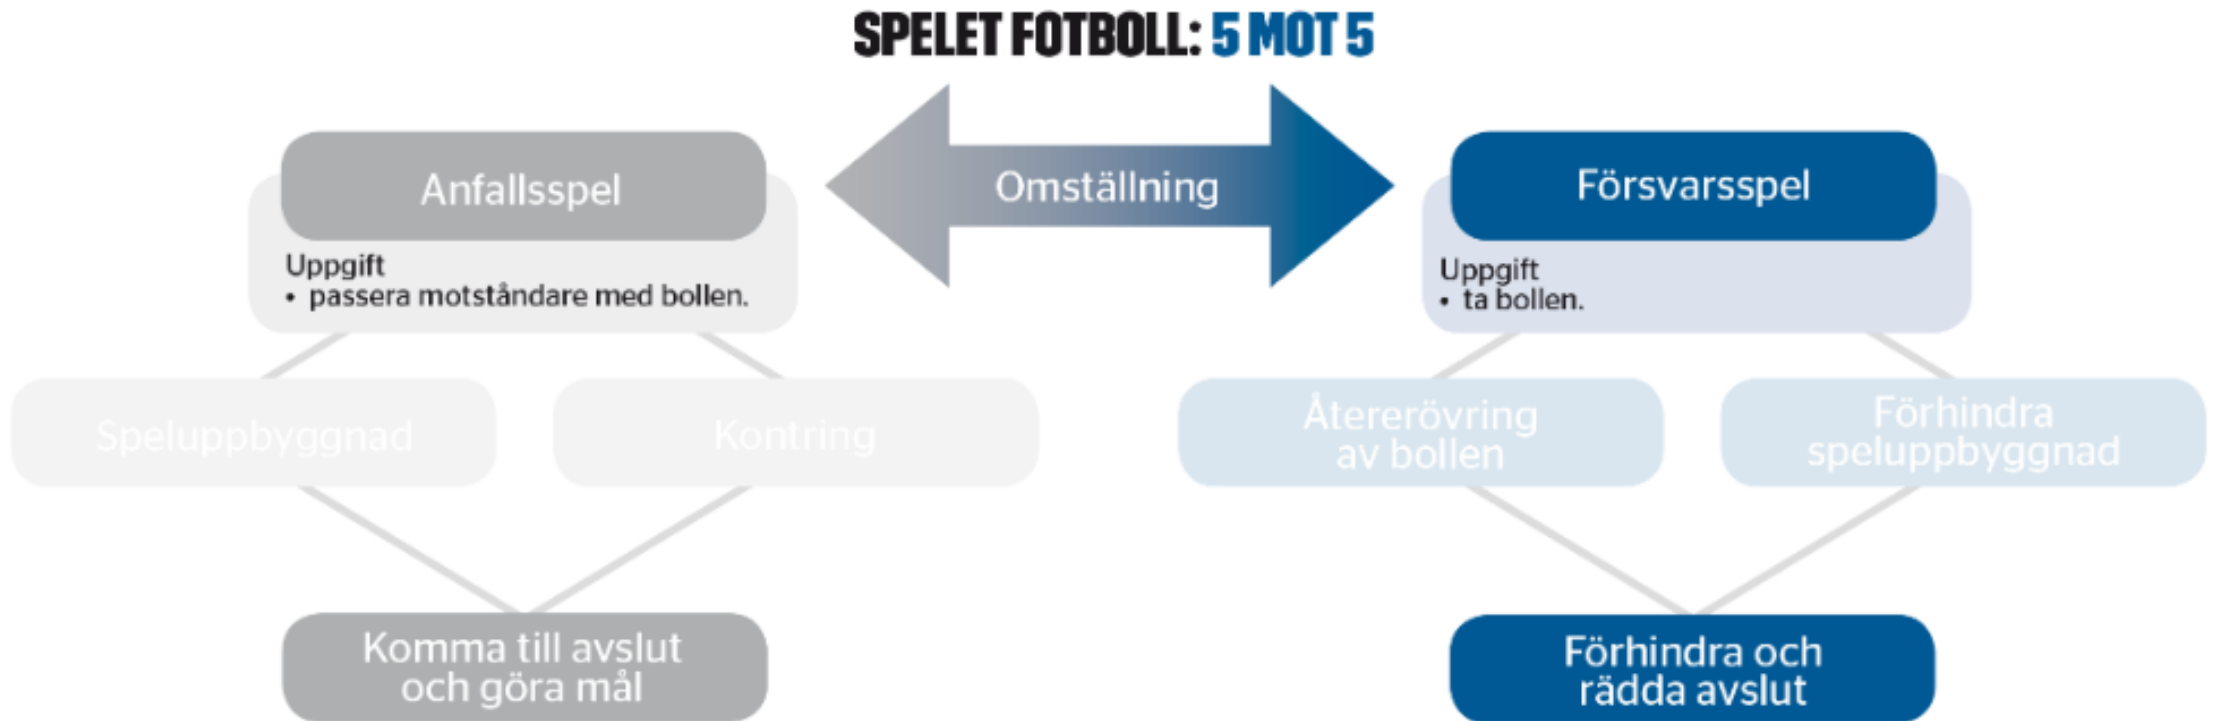 SPELET FOTBOLL: 5 MOT 5
Anfallsspel
Omställning
Försvarsspel
Uppgift
• passera motståndare med bollen.
Uppgift
• ta bollen.
Speluppbyggnad
Kontring
Återerövring
av bollen
Förhindra
speluppbyggnad
Komma till avslut
och göra mål
Förhindra och
rädda avslut